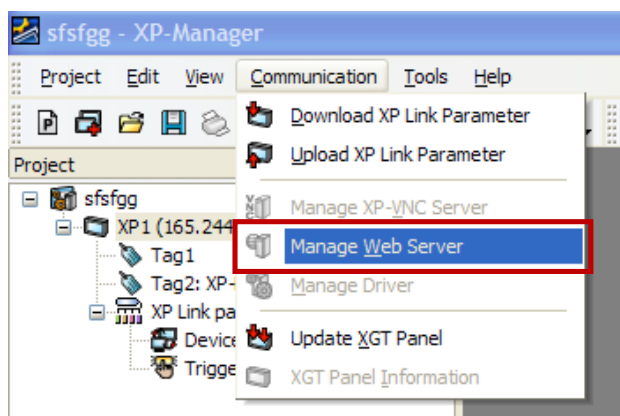 sfsfgg - XP-Manager
Project Edit View Communication Tools Help
Download XP Link Parameter
Upload XP Link Parameter
Manage XP-VNC Server
Manage Web Server
Manage Driver
Update XGT Panel
XGT Panel Information
Project
sfsfgg
XP1 (165.244
Tag1
Tag2: XP-
XP Link pa
Device
Trigge